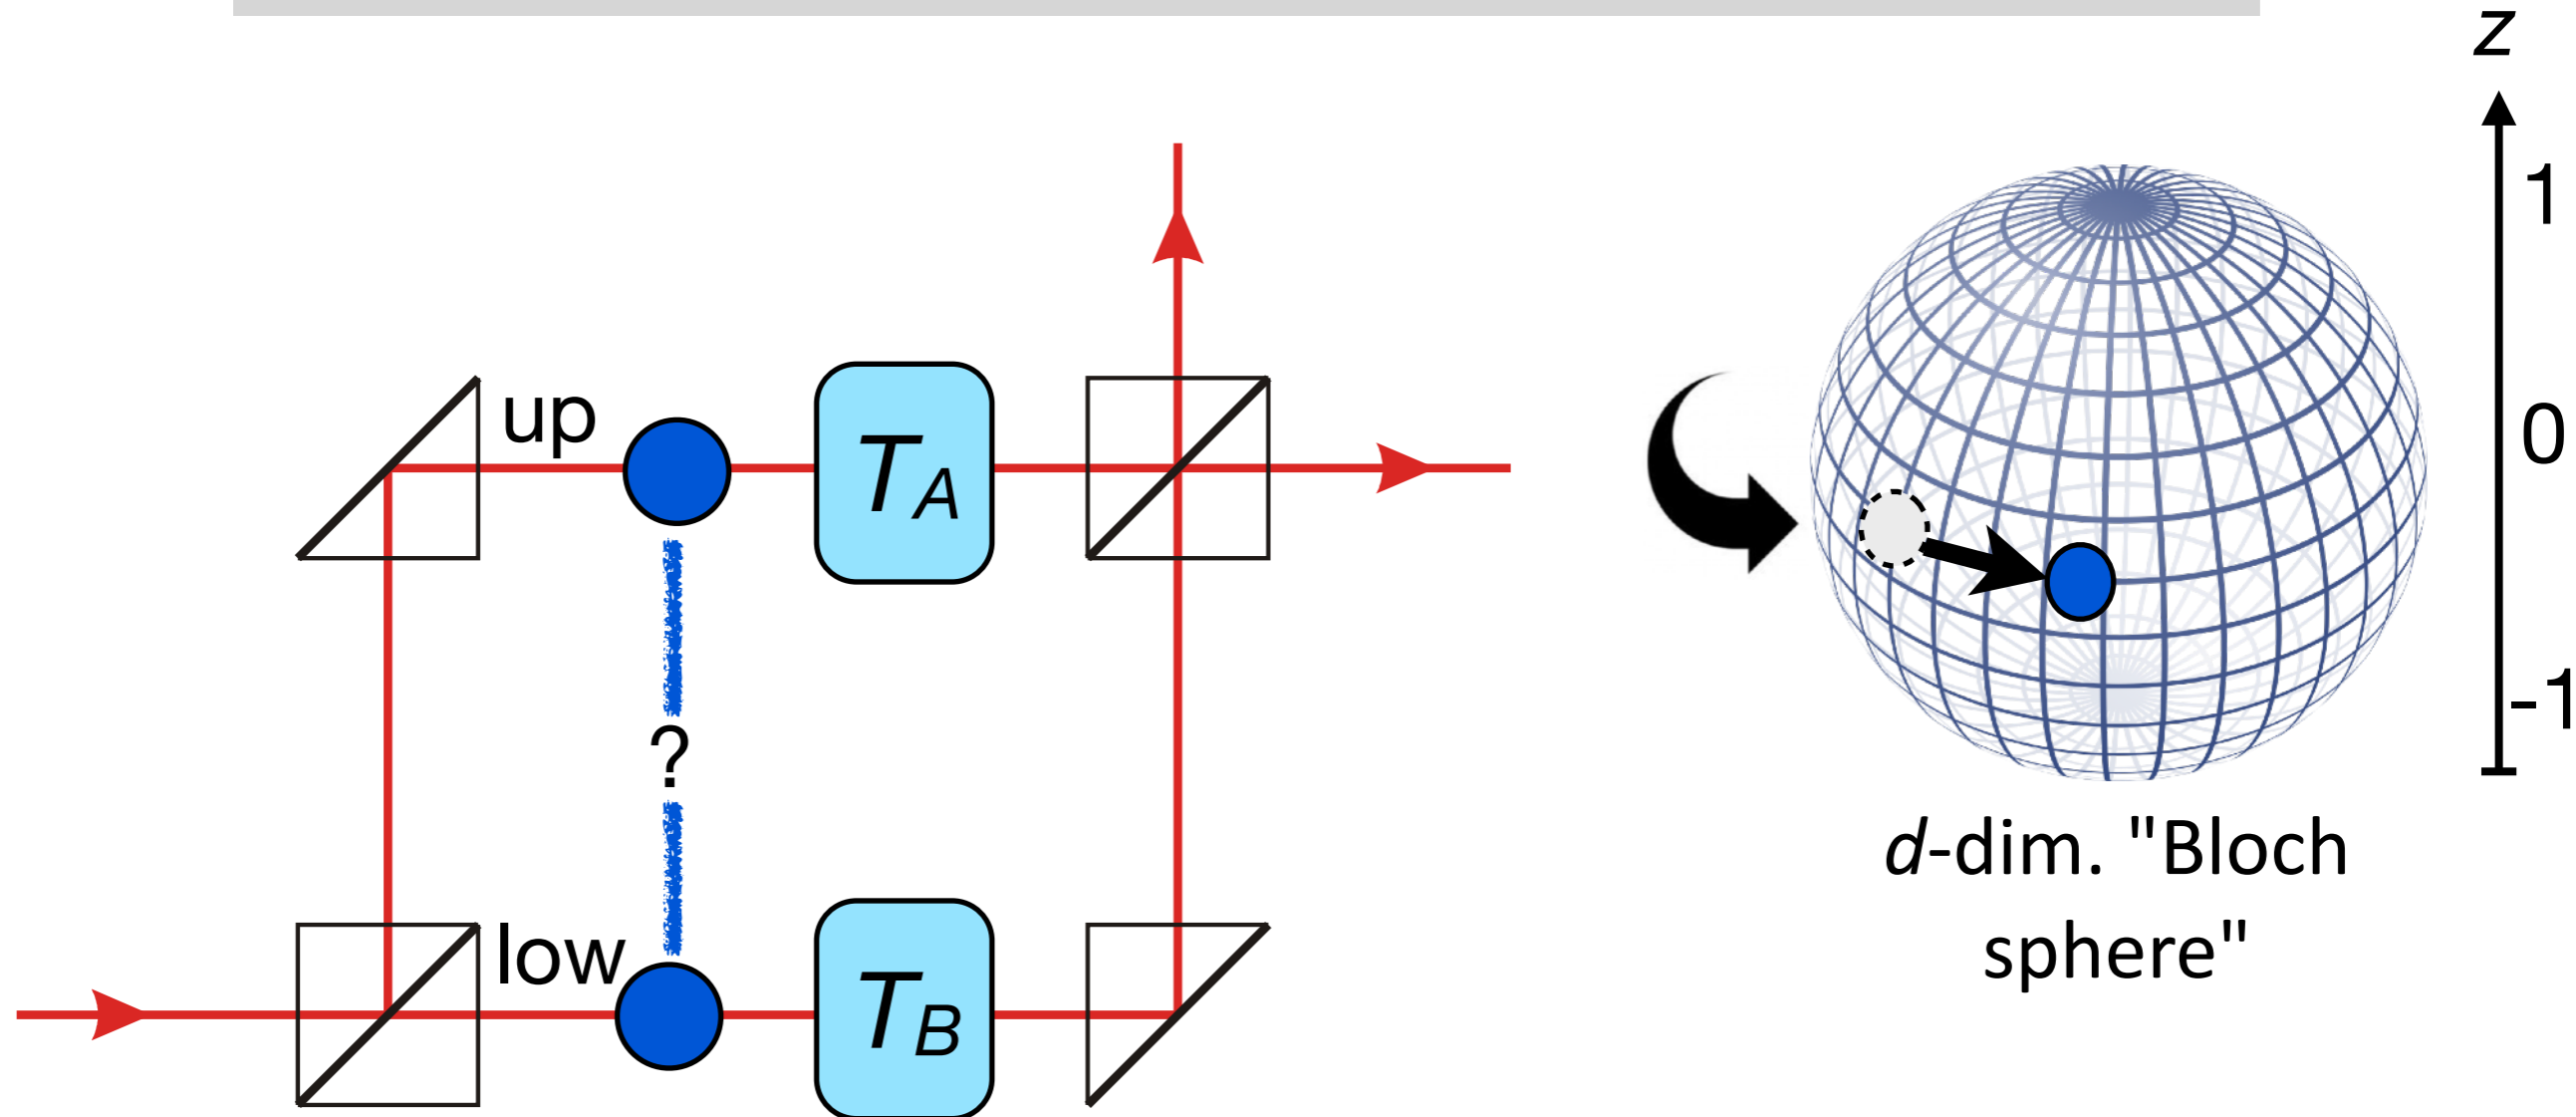 z
1
up
T_A
0
?
-1
low
T_B
d-dim. "Bloch
sphere"